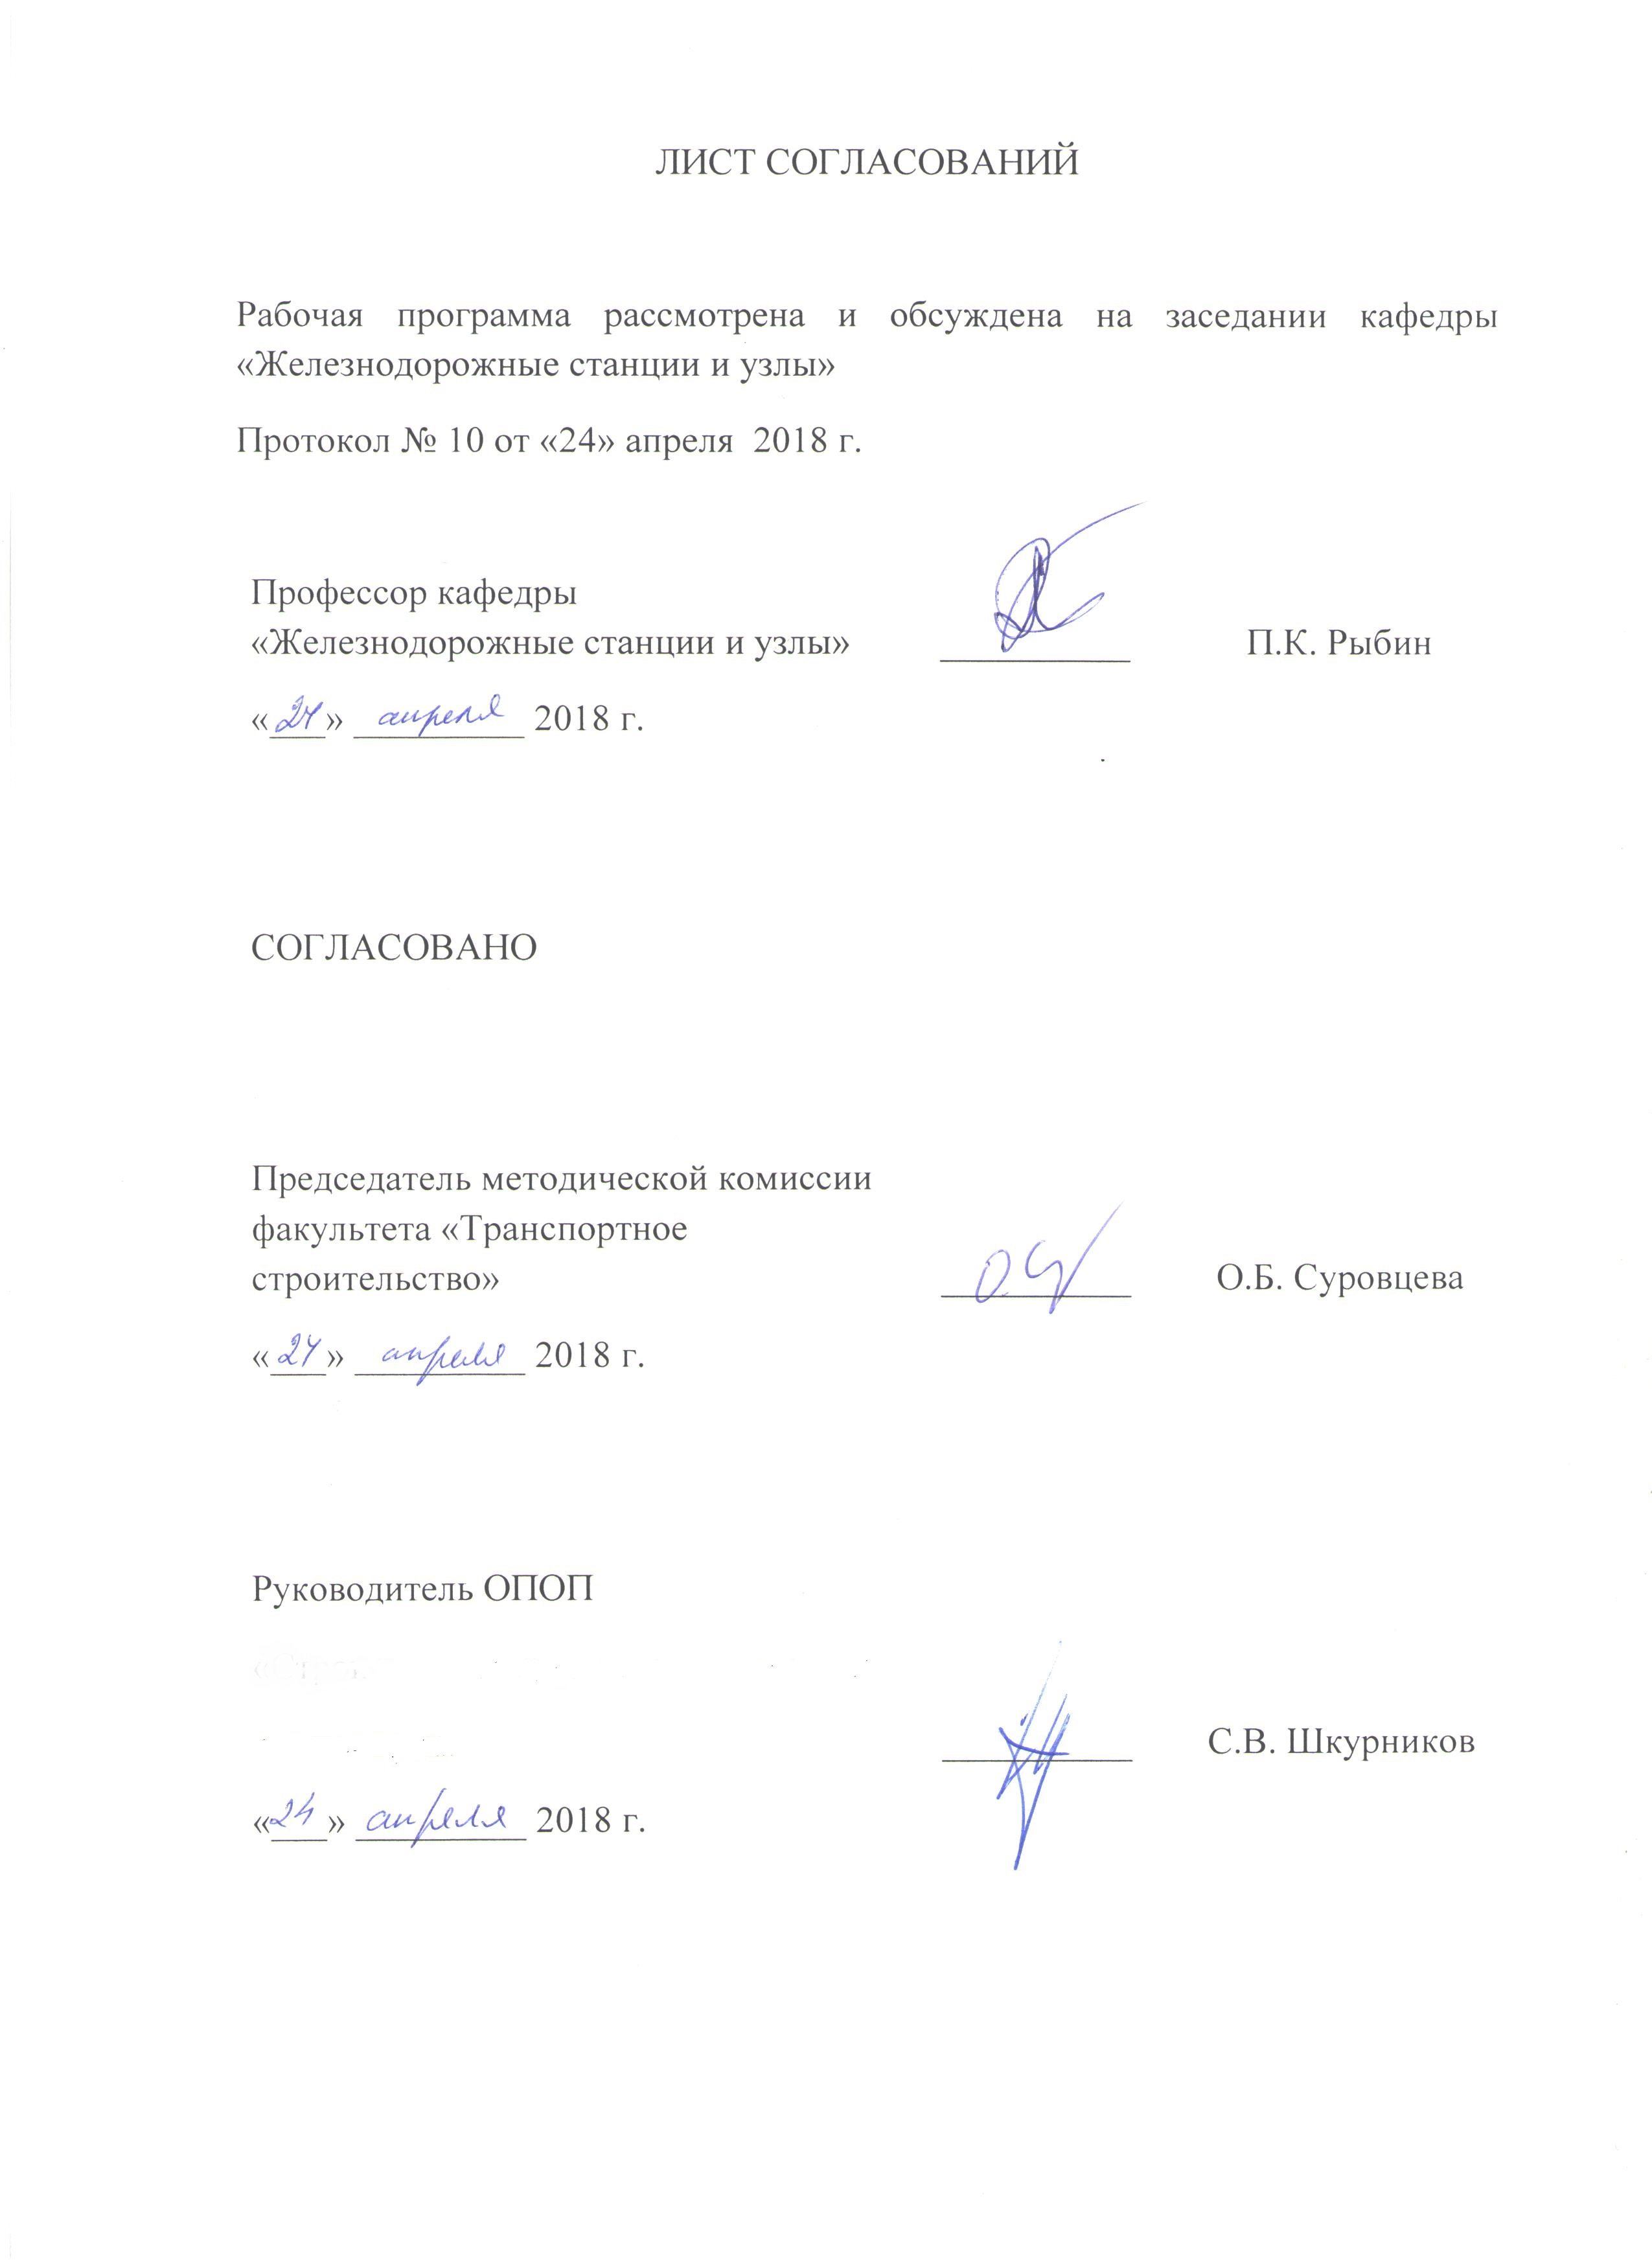 ЛИСТ СОГЛАСОВАНИЙ
Рабочая программа рассмотрена и обсуждена на заседании кафедры
«Железнодорожные станции и узлы»
Протокол № 10 от «24» апреля 2018 г.
Профессор кафедры
«Железнодорожные станции и узлы» П.К. Рыбин
«24» апреля 2018 г.
СОГЛАСОВАНО
Председатель методической комиссии
факультета «Транспортное
строительство» О.Б. Суровцева
«24» апреля 2018 г.
Руководитель ОПОП
С.В. Шкурников
«24» апреля 2018 г.